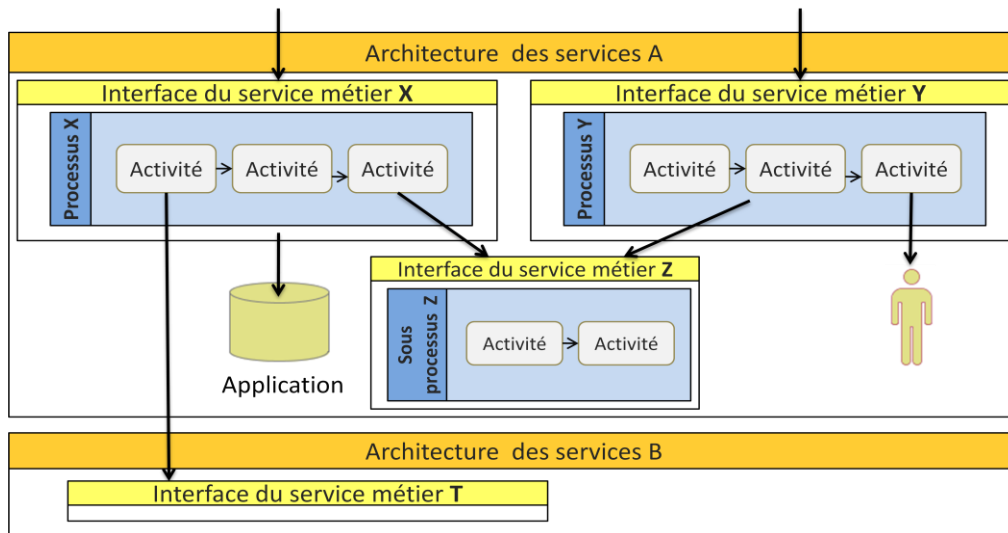 Architecture des services A
Interface du service métier X
Interface du service métier Y
Processus X
Activité
Activité
Activité
Processus Y
Activité
Activité
Activité
Interface du service métier Z
Sous
processus Z
Activité
Activité
Application
Architecture des services B
Interface du service métier T